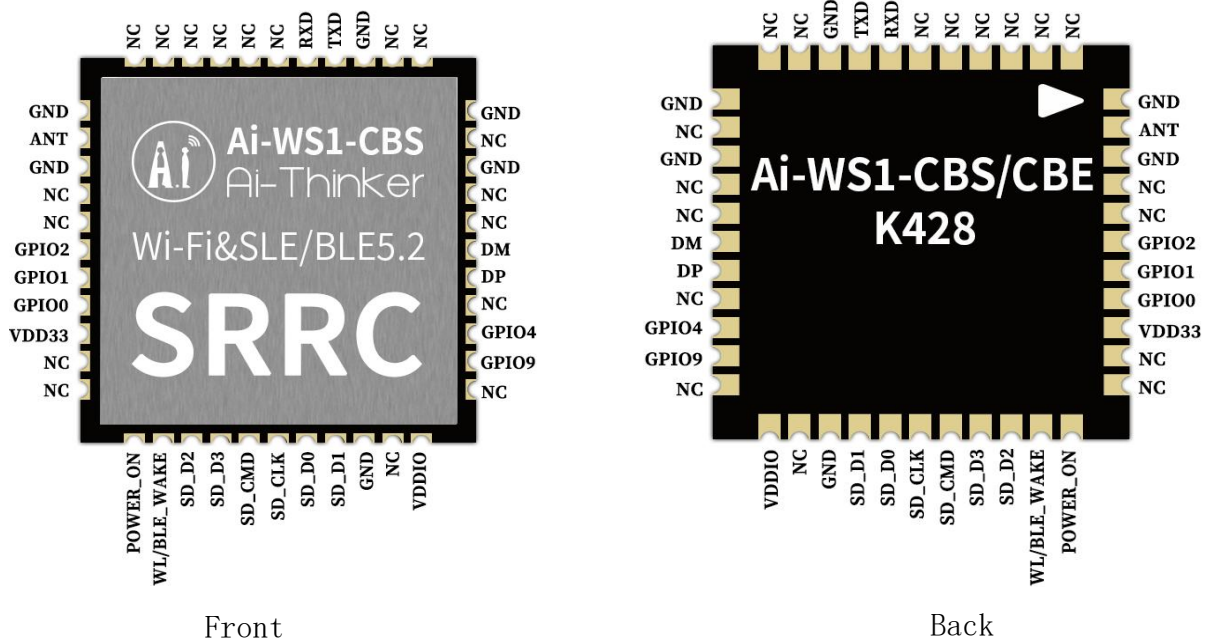 NC NC NC NC NC NC RXD TXD GND NC NC
GND
ANT
GND
NC
NC
GPIO2
GPIO1
GPIO0
VDD33
NC
NC
A.i
Ai-WS1-CBS
Ai-Thinker
Wi-Fi&SLE/BLE5.2
SRRC
GND
NC
GND
NC
NC
DM
DP
NC
GPIO4
GPIO9
NC
POWER_ON WL/BLE_WAKE SD_D2 SD_D3 SD_CMD SD_CLK SD_D0 SD_D1 GND NC VDDIO
Front
NC NC GND TXD RXD NC NC NC NC NC NC
GND
NC
GND
NC
NC
DM
DP
NC
GPIO4
GPIO9
NC
Ai-WS1-CBS/CBE
K428
GND
ANT
GND
NC
NC
GPIO2
GPIO1
GPIO0
VDD33
NC
NC
VDDIO NC GND SD_D1 SD_D0 SD_CLK SD_CMD SD_D3 SD_D2 WL/BLE_WAKE POWER_ON
Back